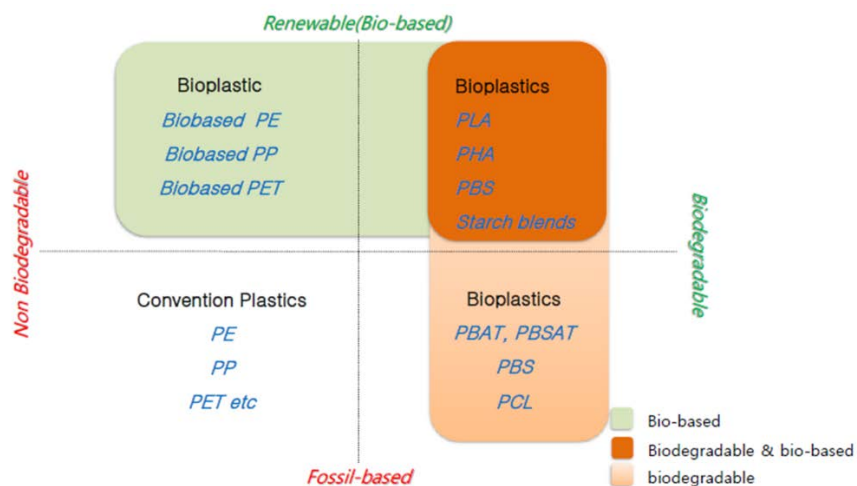 Renewable(Bio-based)
Bioplastic
Biobased PE
Biobased PP
Biobased PET
Bioplastics
PLA
PHA
PBS
Starch blends
Non Biodegradable
Biodegradable
Convention Plastics
PE
PP
PET etc
Bioplastics
PBAT, PBSAT
PBS
PCL
Fossil-based
Bio-based
Biodegradable & bio-based
biodegradable